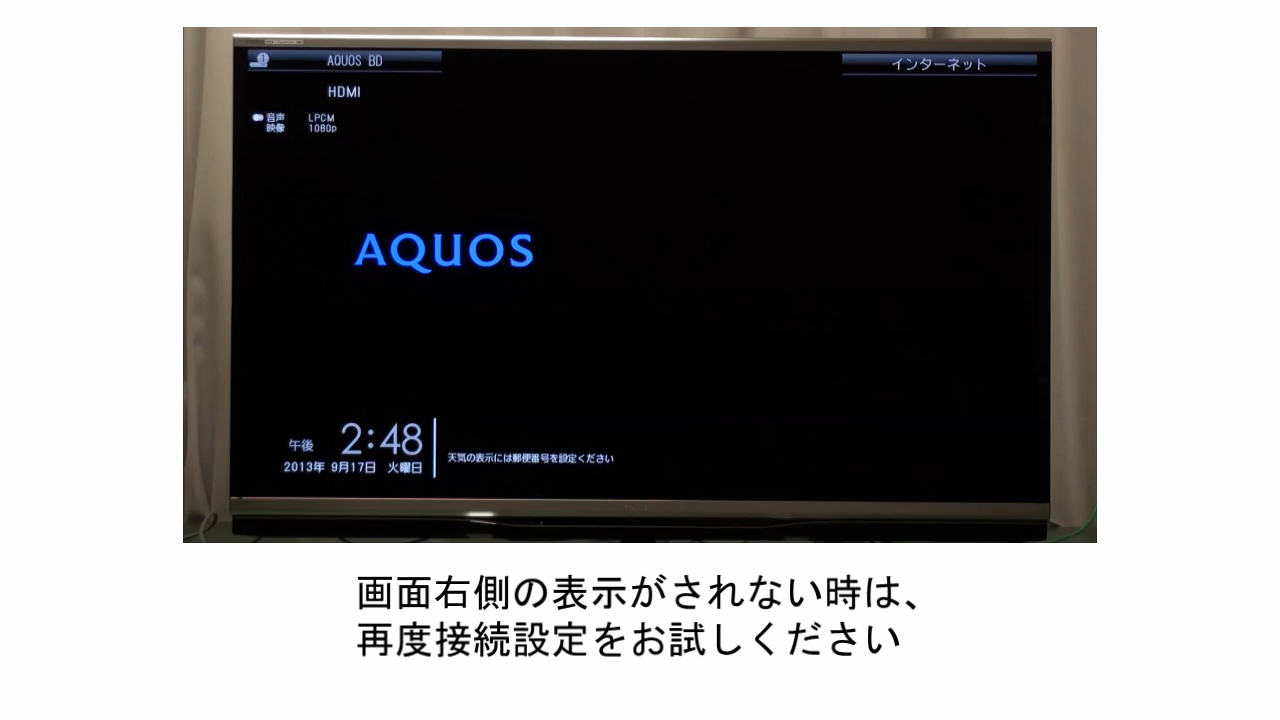 AQUOS BD
インターネット
HDMI
音声 LPCM
映像 1080p
AQUOS
午後 2:48
2013年 9月17日 火曜日
天気の表示には郵便番号を設定ください
画面右側の表示がされない時は、
再度接続設定をお試しください